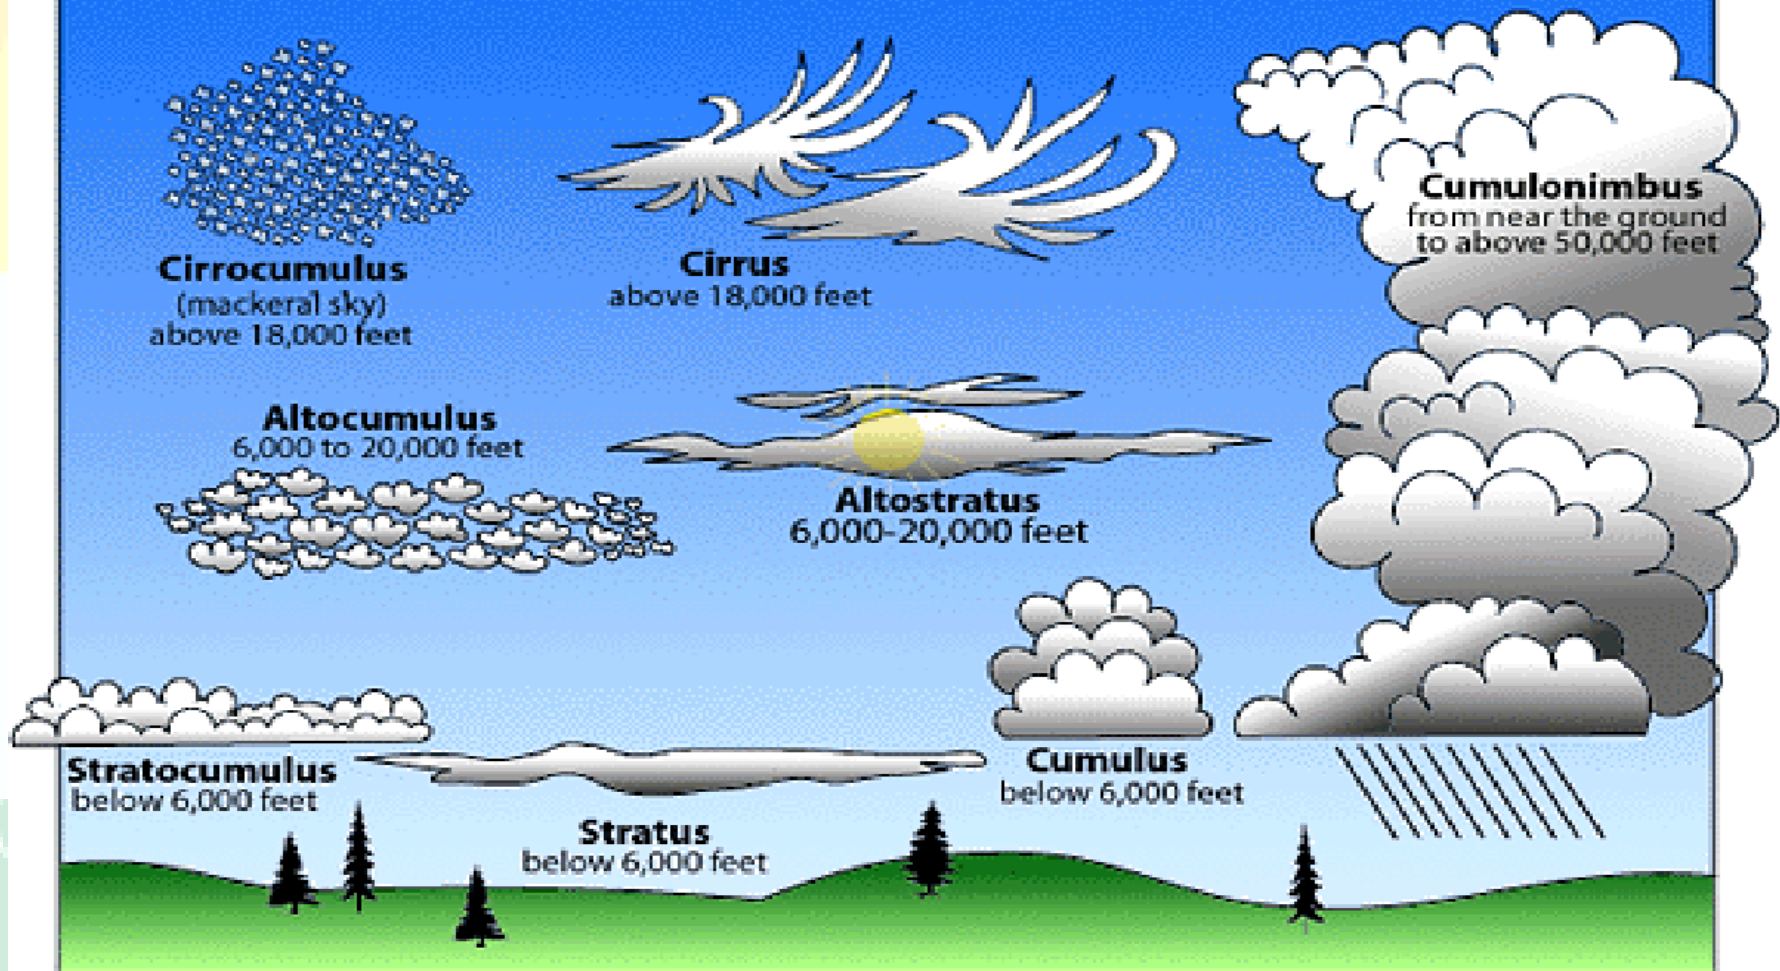 Cirrocumulus
(mackeral sky)
above 18,000 feet
Cirrus
above 18,000 feet
Cumulonimbus
from near the ground
to above 50,000 feet
Altocumulus
6,000 to 20,000 feet
Altostratus
6,000-20,000 feet
Stratocumulus
below 6,000 feet
Stratus
below 6,000 feet
Cumulus
below 6,000 feet